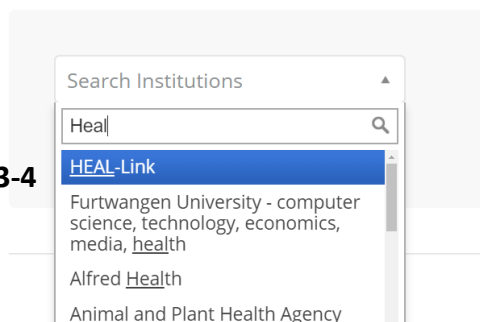 Search Institutions
Heal
HEAL-Link
3-4
Furtwangen University - computer
science, technology, economics,
media, health
Alfred Health
Animal and Plant Health Agency